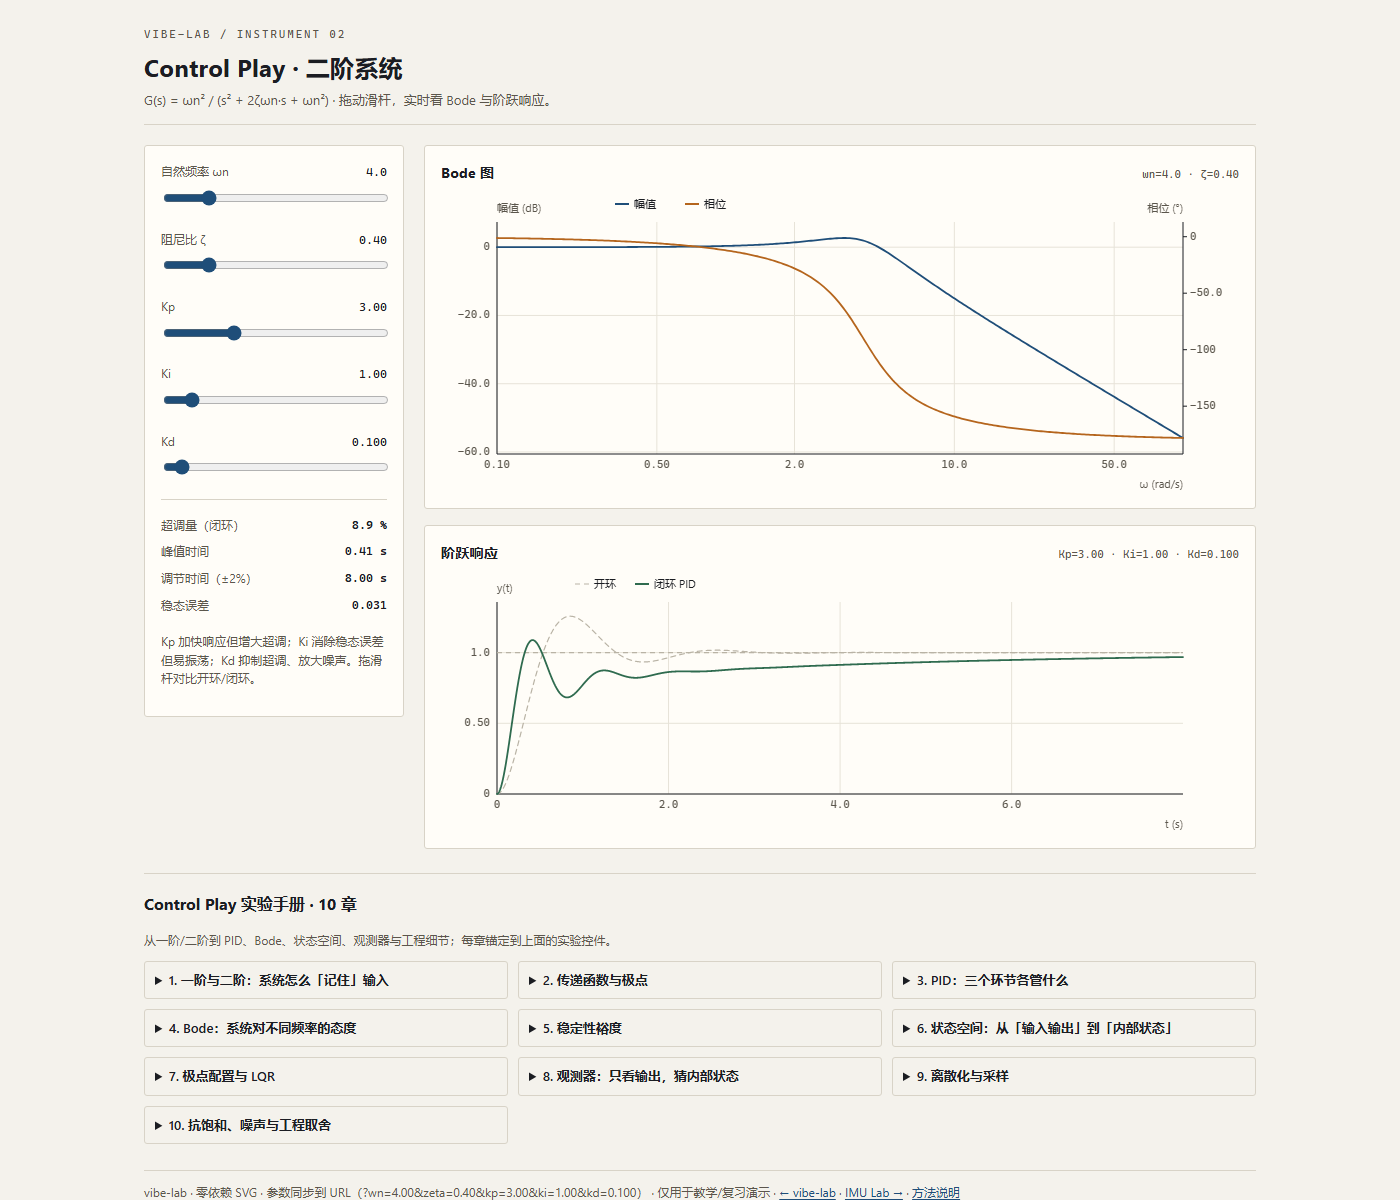 VIBE-LAB / INSTRUMENT 02
Control Play · 二阶系统
G(s) = ωn² / (s² + 2ζωn·s + ωn²) · 拖动滑杆，实时看 Bode 与阶跃响应。
自然频率 ωn 4.0
阻尼比 ζ 0.40
Kp 3.00
Ki 1.00
Kd 0.100
超调量（闭环） 8.9 %
峰值时间 0.41 s
调节时间（±2%） 8.00 s
稳态误差 0.031
Kp 加快响应但增大超调；Ki 消除稳态误差
但易振荡；Kd 抑制超调、放大噪声。拖滑
杆对比开环/闭环。
Bode 图 ωn=4.0 · ζ=0.40
幅值 (dB) 幅值 相位 相位 (°)
0
−20.0
−40.0
−60.0
0
−50.0
−100
−150
0.10 0.50 2.0 10.0 50.0
ω (rad/s)
阶跃响应 Kp=3.00 · Ki=1.00 · Kd=0.100
y(t) 开环 闭环 PID
1.0
0.50
0
0 2.0 4.0 6.0
t (s)
Control Play 实验手册 · 10 章
从一阶/二阶到 PID、Bode、状态空间、观测器与工程细节；每章锚定到上面的实验控件。
▶ 1. 一阶与二阶：系统怎么「记住」输入
▶ 2. 传递函数与极点
▶ 3. PID：三个环节各管什么
▶ 4. Bode：系统对不同频率的态度
▶ 5. 稳定性裕度
▶ 6. 状态空间：从「输入输出」到「内部状态」
▶ 7. 极点配置与 LQR
▶ 8. 观测器：只看输出，猜内部状态
▶ 9. 离散化与采样
▶ 10. 抗饱和、噪声与工程取舍
vibe-lab · 零依赖 SVG · 参数同步到 URL（?wn=4.00&zeta=0.40&kp=3.00&ki=1.00&kd=0.100） · 仅用于教学/复习演示 · ← vibe-lab · IMU Lab → · 方法说明